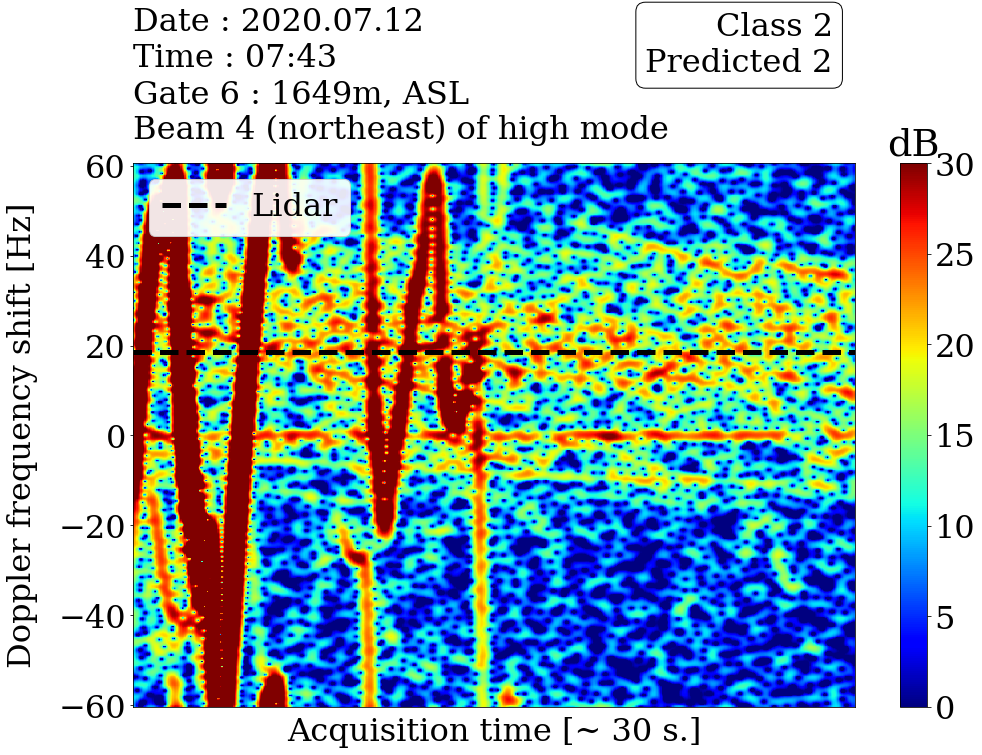 Date : 2020.07.12
Time : 07:43
Gate 6 : 1649m, ASL
Beam 4 (northeast) of high mode
Class 2
Predicted 2
dB
Lidar
Doppler frequency shift [Hz]
60
40
20
0
−20
−40
−60
Acquisition time [~ 30 s.]
30
25
20
15
10
5
0